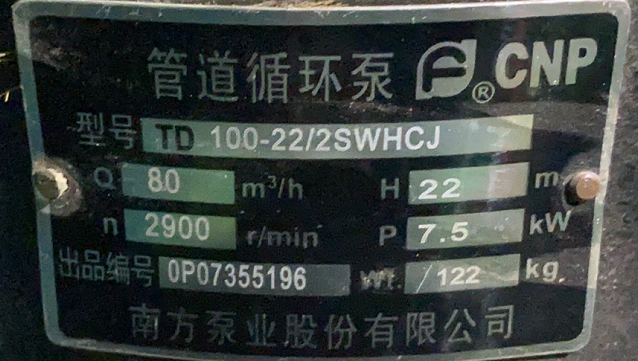 管道循环泵 ® CNP
型号 TD 100-22/2SWHCJ
Q 80 m³/h H 22 m
n 2900 r/min P 7.5 kW
出品编号 0P07355196 Wt. /122 kg
南方泵业股份有限公司